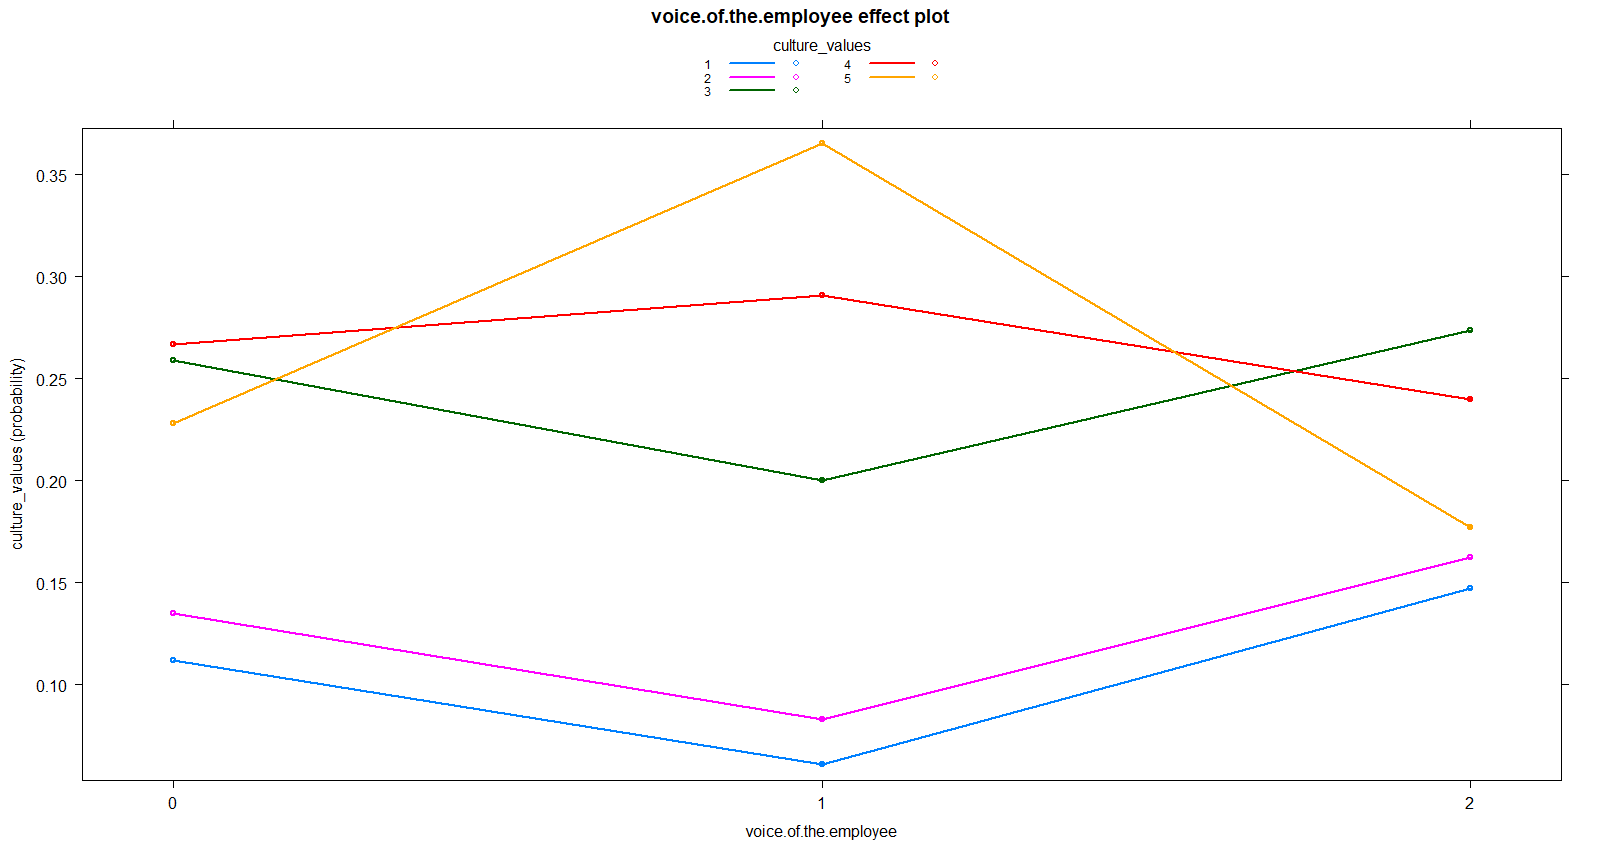 voice.of.the.employee effect plot
culture_values
1 4
2 5
3
0.35
0.30
0.25
0.20
0.15
0.10
culture_values (probability)
0 1 2
voice.of.the.employee